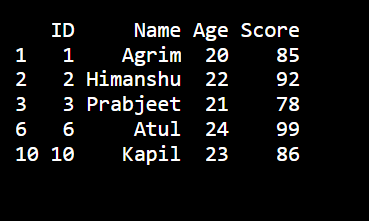 ID     Name Age Score
1   1    Agrim  20    85
2   2 Himanshu  22    92
3   3 Prabjeet  21    78
6   6     Atul  24    99
10 10    Kapil  23    86